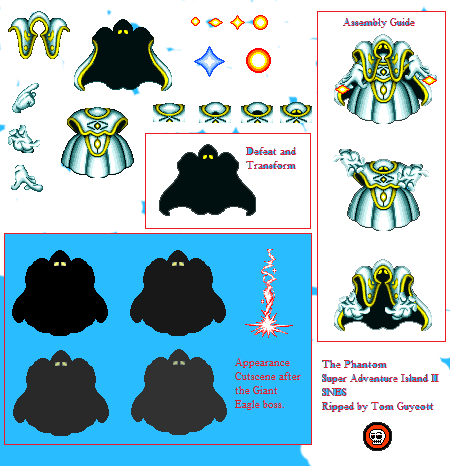 Assembly Guide
Defeat and
Transform
Appearance
Cutscene after
the Giant
Eagle boss.
The Phantom
Super Adventure Island II
SNES
Ripped by Tom Guycott